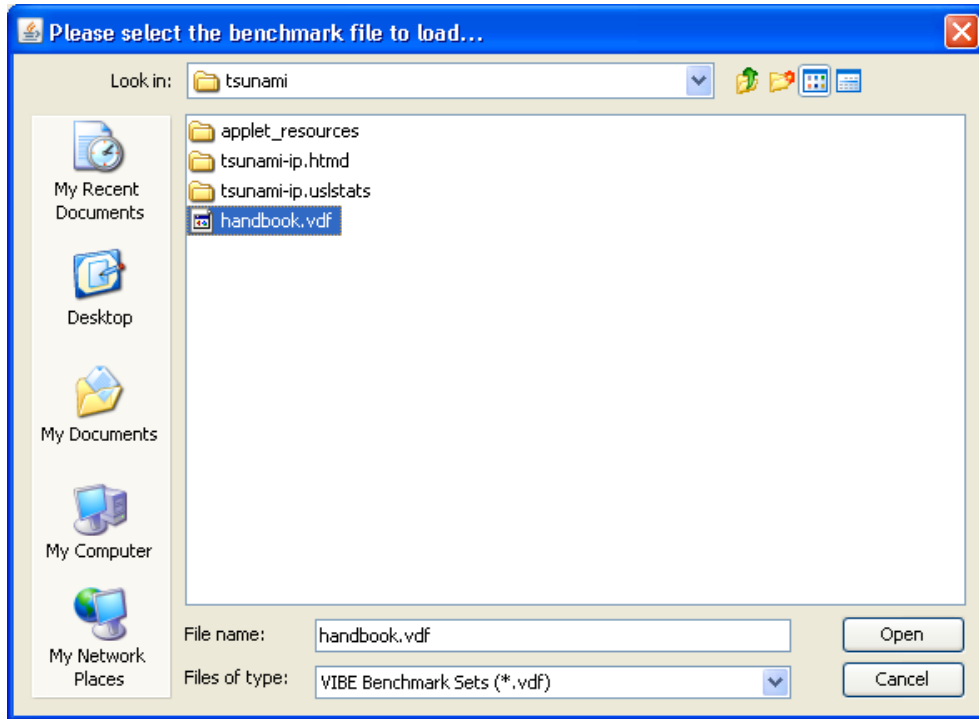 Please select the benchmark file to load...
Look in: tsunami
applet_resources
tsunami-ip.htmd
tsunami-ip.uslstats
handbook.vdf
My Recent
Documents
Desktop
My Documents
My Computer
My Network
Places
File name: handbook.vdf Open
Files of type: VIBE Benchmark Sets (*.vdf) Cancel